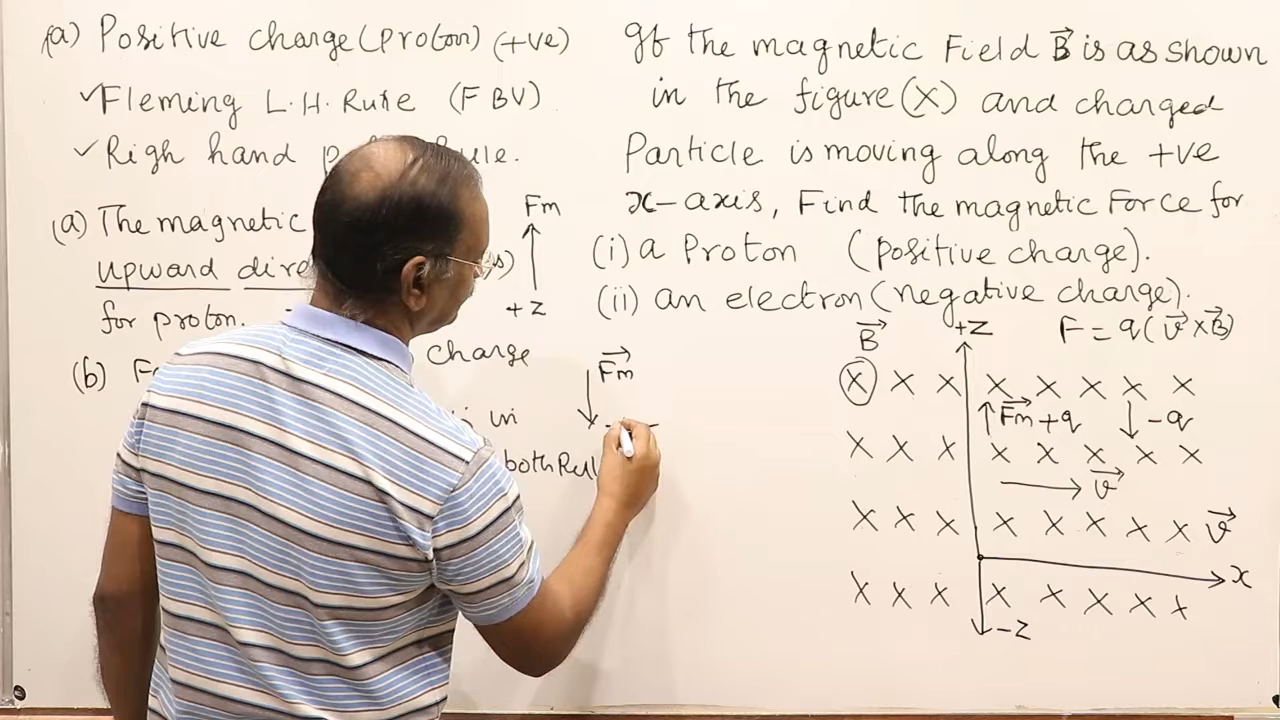 (a) Positive charge (proton) (+ve)
✓Fleming L.H. Rule (F B V)
✓Righ hand
(a) The magnetic
upward
for proton.
(b)
charge
in
both
Fm
+Z
Fm
If the magnetic Field B is as shown
in the figure (X) and charged
Particle is moving along the +ve
x-axis, Find the magnetic Force for
(i) a Proton (positive charge).
(ii) an electron (negative charge).
B +Z F = q(v×B)
X X X X X X X X
Fm +q -q
X X X X X X X X
v
X X X X X X X X v
x
X X X X X X X X
-Z